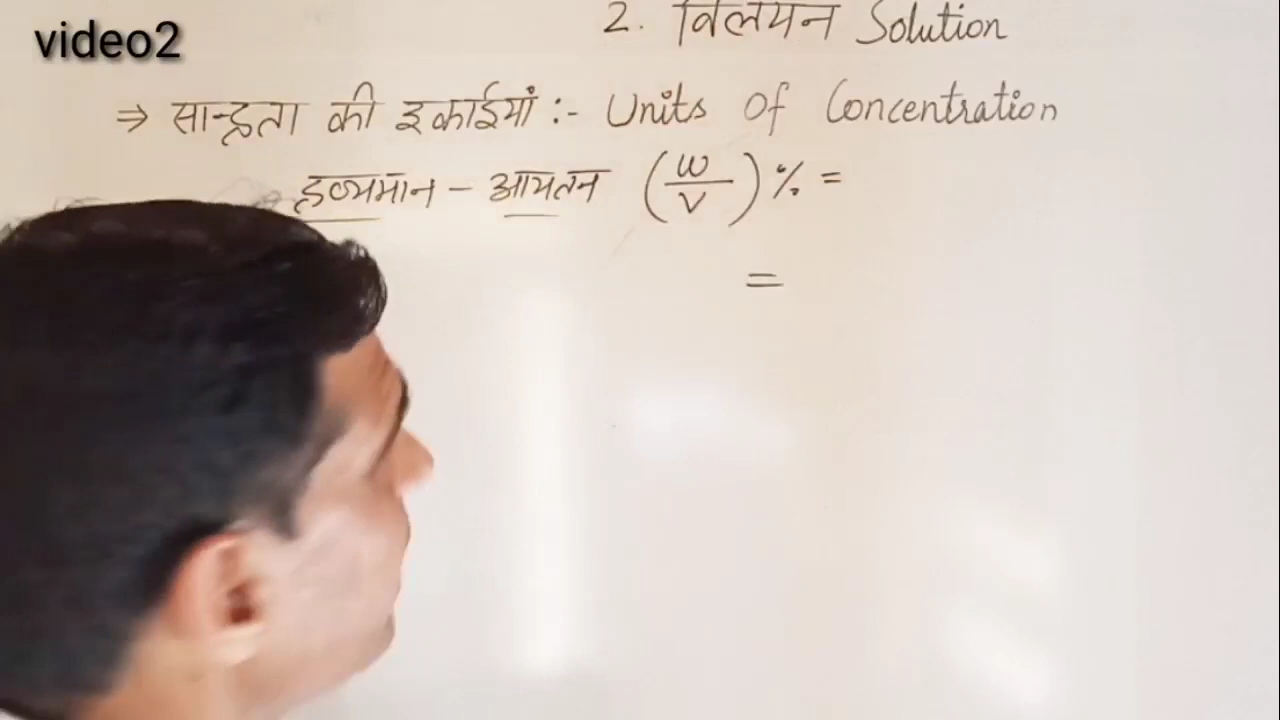 video2
2. विलयन Solution
⇒ सान्द्रता की इकाईयां :- Units Of Concentration
द्रव्यमान - आयतन (w/v) % =
=